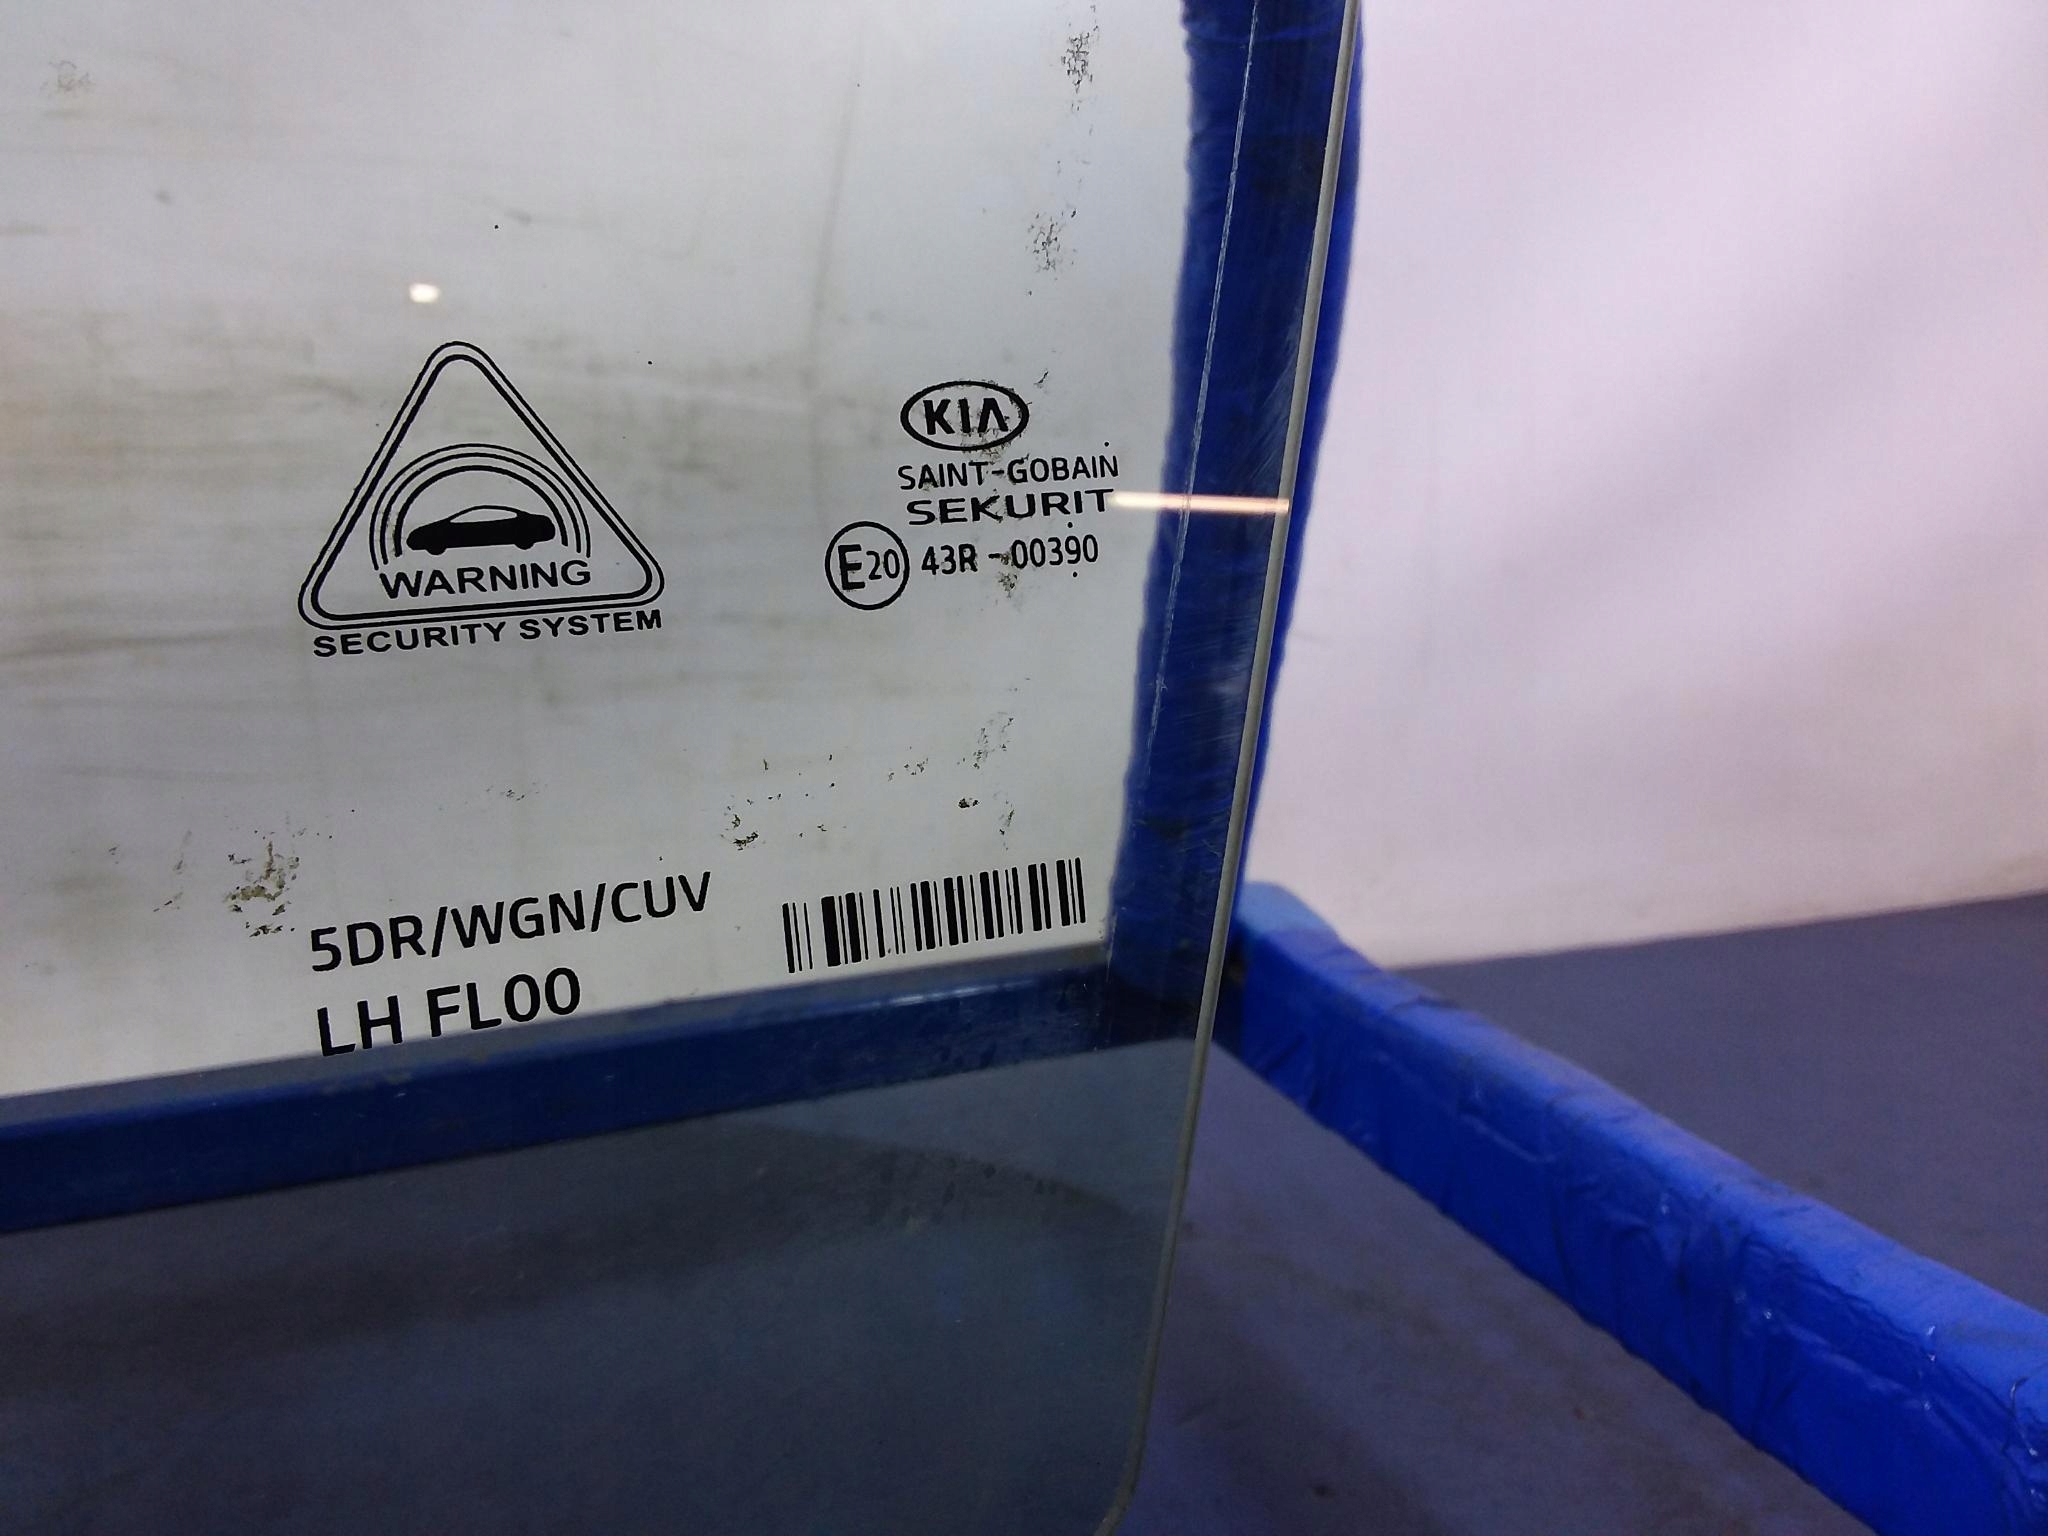 WARNING
SECURITY SYSTEM
KIA
SAINT-GOBAIN
SEKURIT
E20 43R - 00390
5DR/WGN/CUV
LH FL00